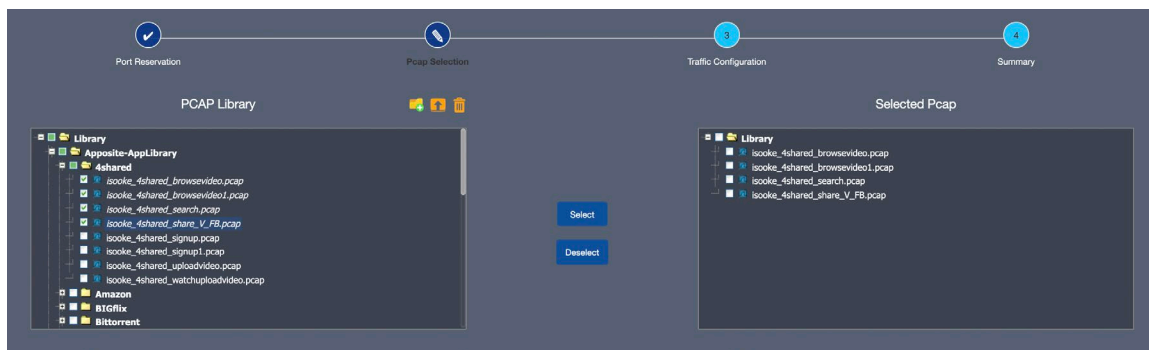 3
4
Port Reservation
Pcap Selection
Traffic Configuration
Summary
PCAP Library
Library
Apposite-AppLibrary
4shared
isooke_4shared_browsevideo.pcap
isooke_4shared_browsevideo1.pcap
isooke_4shared_search.pcap
isooke_4shared_share_V_FB.pcap
isooke_4shared_signup.pcap
isooke_4shared_signup1.pcap
isooke_4shared_uploadvideo.pcap
isooke_4shared_watchuploadvideo.pcap
Amazon
BIGflix
Bittorrent
Select
Deselect
Selected Pcap
Library
isooke_4shared_browsevideo.pcap
isooke_4shared_browsevideo1.pcap
isooke_4shared_search.pcap
isooke_4shared_share_V_FB.pcap